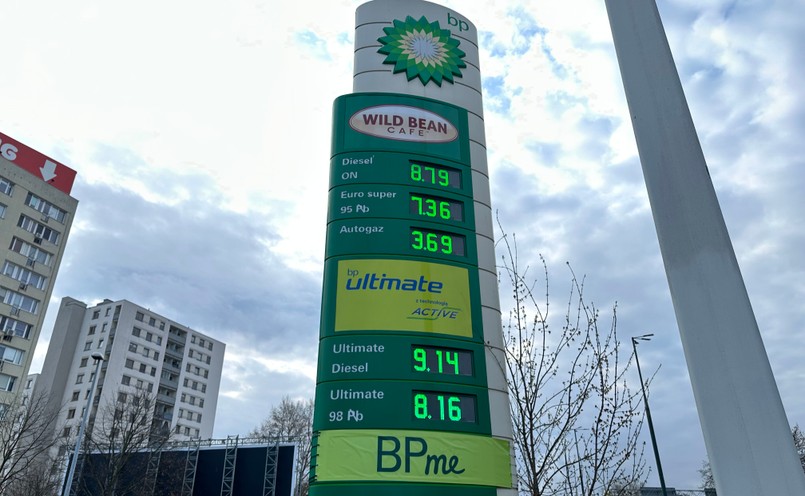 bp
WILD BEAN
CAFE
Diesel
ON
8.79
Euro super
95 Pb
7.36
Autogaz
3.69
bp
ultimate
z technologią
ACTIVE
Ultimate
Diesel
9.14
Ultimate
98 Pb
8.16
BPme
G